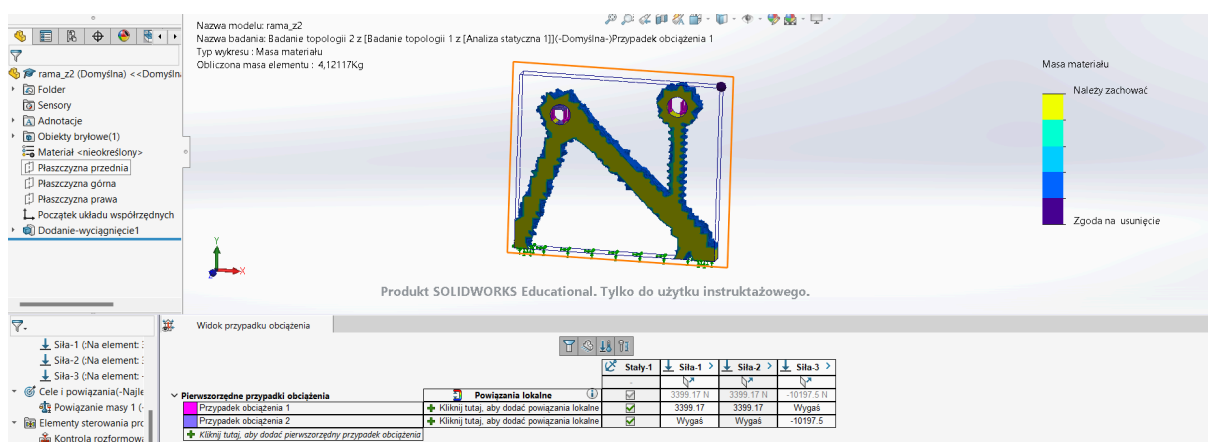 Nazwa modelu: rama_z2
Nazwa badania: Badanie topologii 2 z [Badanie topologii 1 z [Analiza statyczna 1]](-Domyślna-)Przypadek obciążenia 1
Typ wykresu : Masa materiału
Obliczona masa elementu : 4,12117Kg
rama_z2 (Domyślna) <<Domyśln
Folder
Sensory
Adnotacje
Obiekty bryłowe(1)
Materiał <nieokreślony>
Płaszczyzna przednia
Płaszczyzna górna
Płaszczyzna prawa
Początek układu współrzędnych
Dodanie-wyciągnięcie1
Masa materiału
Należy zachować
Zgoda na usunięcie
Y
X
Produkt SOLIDWORKS Educational. Tylko do użytku instruktażowego.
Siła-1 (:Na element:
Siła-2 (:Na element:
Siła-3 (:Na element:
Cele i powiązania(-Najle
Powiązanie masy 1 (-
Elementy sterowania prc
Kontrola rozformowa
Widok przypadku obciążenia
Stały-1 Siła-1 Siła-2 Siła-3
Pierwszorzędne przypadki obciążenia Powiązania lokalne 3399.17 N 3399.17 N -10197.5 N
Przypadek obciążenia 1 Kliknij tutaj, aby dodać powiązania lokalne 3399.17 3399.17 Wygaś
Przypadek obciążenia 2 Kliknij tutaj, aby dodać powiązania lokalne Wygaś Wygaś -10197.5
Kliknij tutaj, aby dodać pierwszorzędny przypadek obciążenia